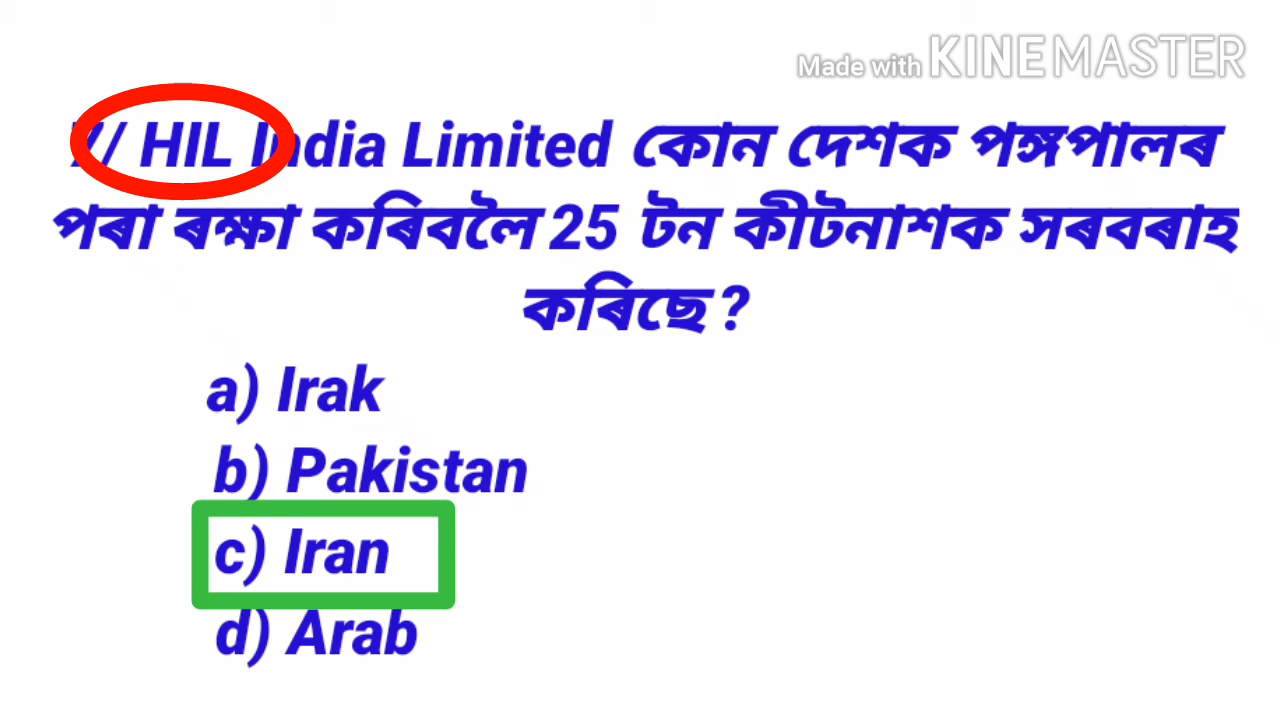 Made with KINEMASTER
7/ HIL India Limited কোন দেশক পঙ্গপালৰ
পৰা ৰক্ষা কৰিবলৈ 25 টন কীটনাশক সৰবৰাহ
কৰিছে ?
a) Irak
b) Pakistan
c) Iran
d) Arab